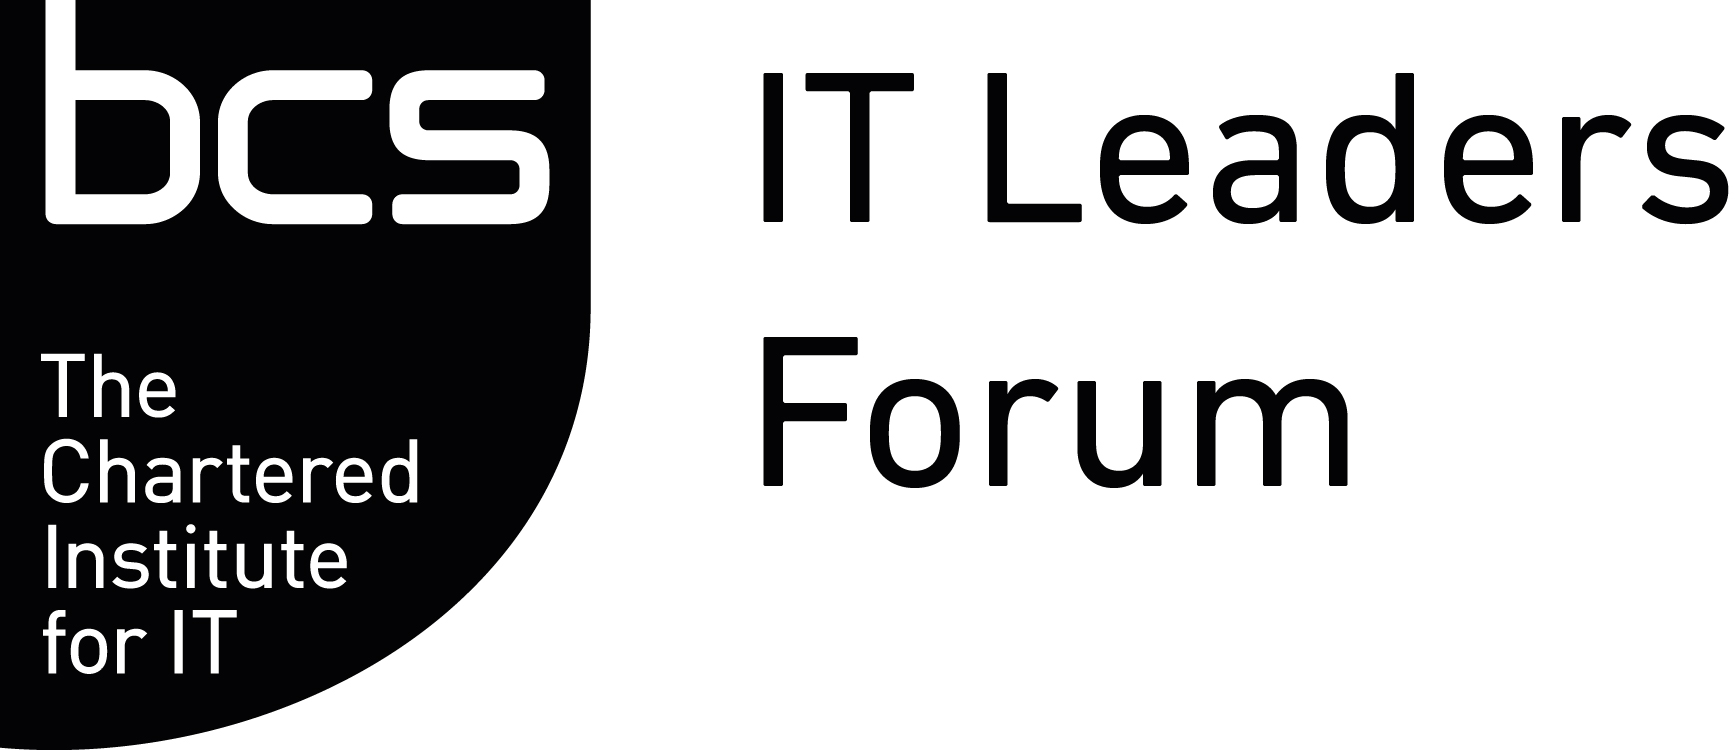 bcs
The
Chartered
Institute
for IT
IT Leaders
Forum